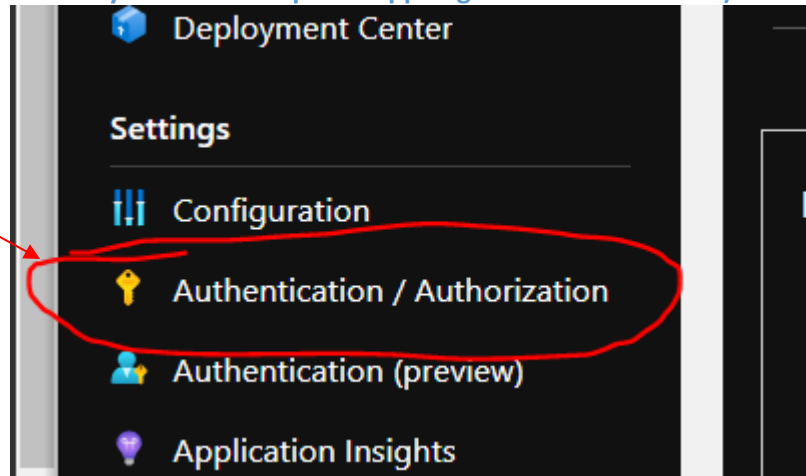 Deployment Center
Settings
Configuration
Authentication / Authorization
Authentication (preview)
Application Insights